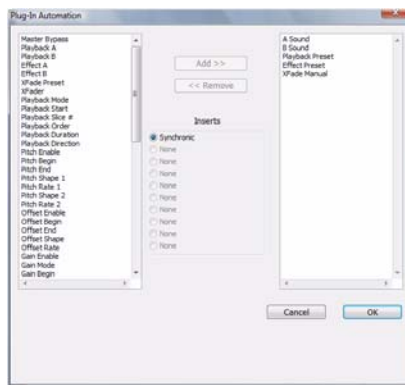 Plug-In Automation
Master Bypass
Playback A
Playback B
Effect A
Effect B
XFade Preset
XFader
Playback Mode
Playback Start
Playback Slice #
Playback Order
Playback Duration
Playback Direction
Pitch Enable
Pitch Begin
Pitch End
Pitch Shape 1
Pitch Rate 1
Pitch Shape 2
Pitch Rate 2
Offset Enable
Offset Begin
Offset End
Offset Shape
Offset Rate
Gain Enable
Gain Mode
Gain Begin
Add >>
<< Remove
Inserts
Synchronic
None
None
None
None
None
None
None
None
None
A Sound
B Sound
Playback Preset
Effect Preset
XFade Manual
Cancel
OK